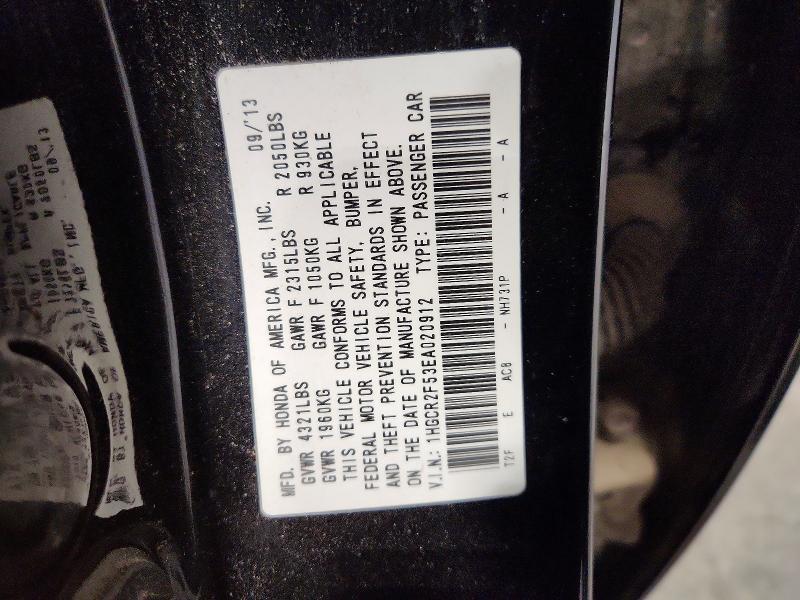 MFD. BY HONDA OF AMERICA MFG., INC. 09/'13
GVWR 4321LBS GAWR F 2315LBS R 2050LBS
GVWR 1960KG GAWR F 1050KG R 930KG
THIS VEHICLE CONFORMS TO ALL APPLICABLE
FEDERAL MOTOR VEHICLE SAFETY, BUMPER,
AND THEFT PREVENTION STANDARDS IN EFFECT
ON THE DATE OF MANUFACTURE SHOWN ABOVE.
V.I.N.: 1HGCR2F53EA020912 TYPE: PASSENGER CAR
T2F E AC8 - NH731P - A - A